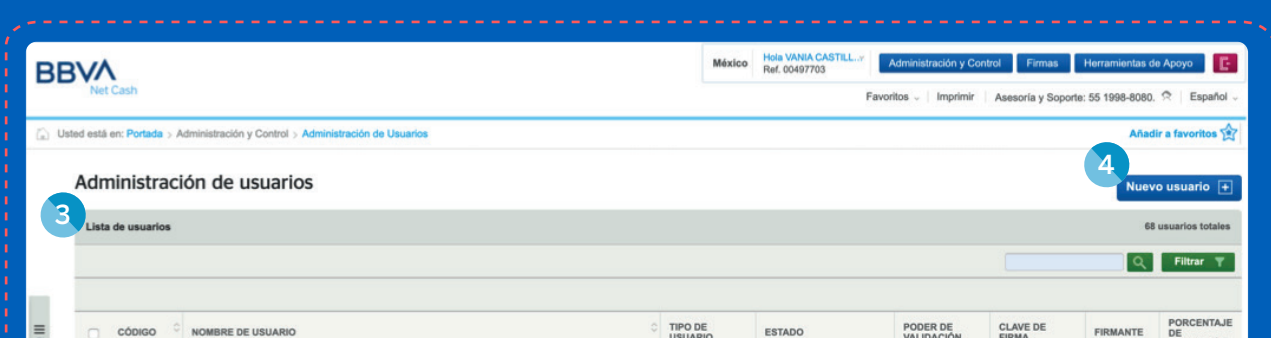 BBVA
Net Cash
México
Hola VANIA CASTILL...
Ref. 00497703
Administración y Control
Firmas
Herramientas de Apoyo
Favoritos
Imprimir
Asesoría y Soporte: 55 1998-8080.
Español
Usted está en: Portada > Administración y Control > Administración de Usuarios
Añadir a favoritos
Administración de usuarios
4
Nuevo usuario
3
Lista de usuarios
68 usuarios totales
Filtrar
CÓDIGO
NOMBRE DE USUARIO
TIPO DE
USUARIO
ESTADO
PODER DE
VALIDACIÓN
CLAVE DE
FIRMA
FIRMANTE
PORCENTAJE
DE